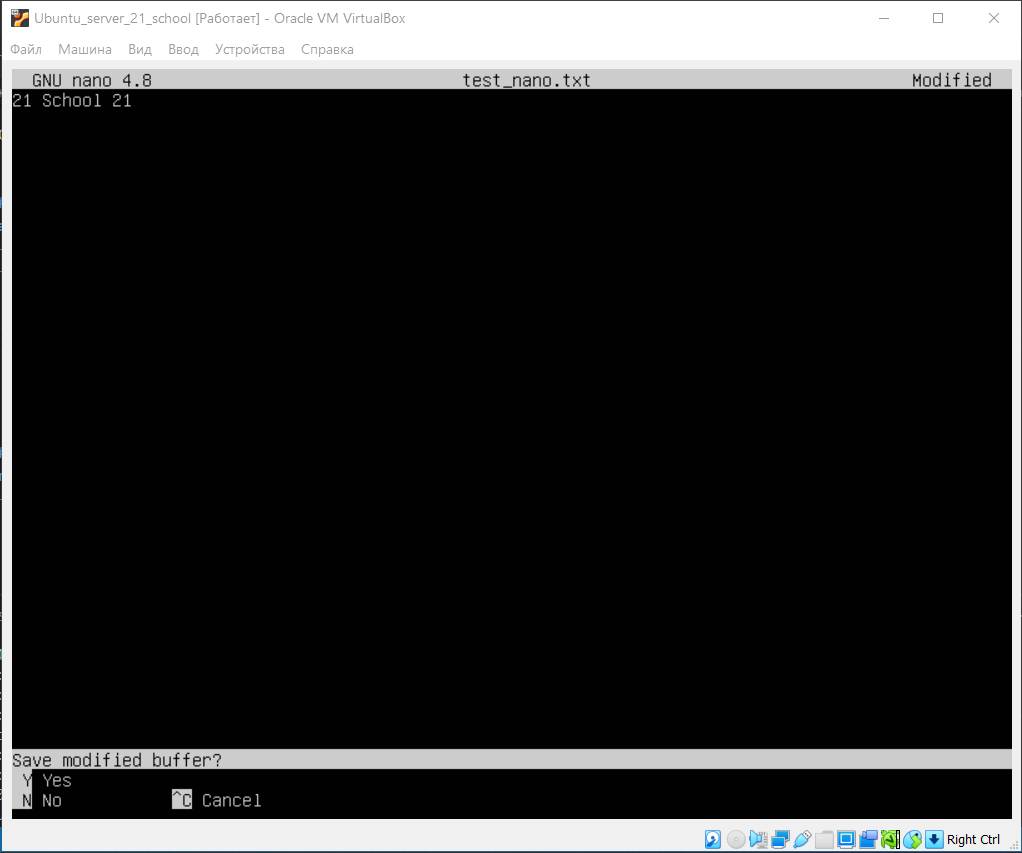 Ubuntu_server_21_school [Работает] - Oracle VM VirtualBox
Файл Машина Вид Ввод Устройства Справка
GNU nano 4.8 test_nano.txt Modified
21 School 21
Save modified buffer?
Y Yes
N No ^C Cancel
Right Ctrl